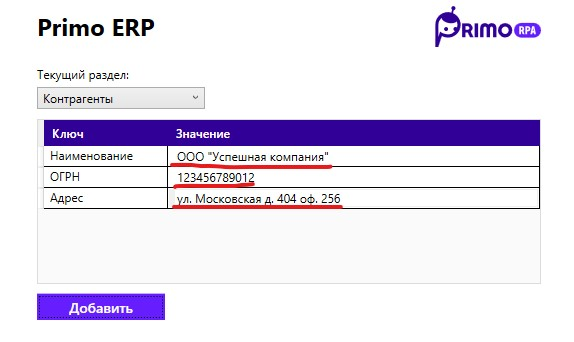 Primo ERP
PRIMO RPA
Текущий раздел:
Контрагенты
Ключ Значение
Наименование ООО "Успешная компания"
ОГРН 123456789012
Адрес ул. Московская д. 404 оф. 256
Добавить